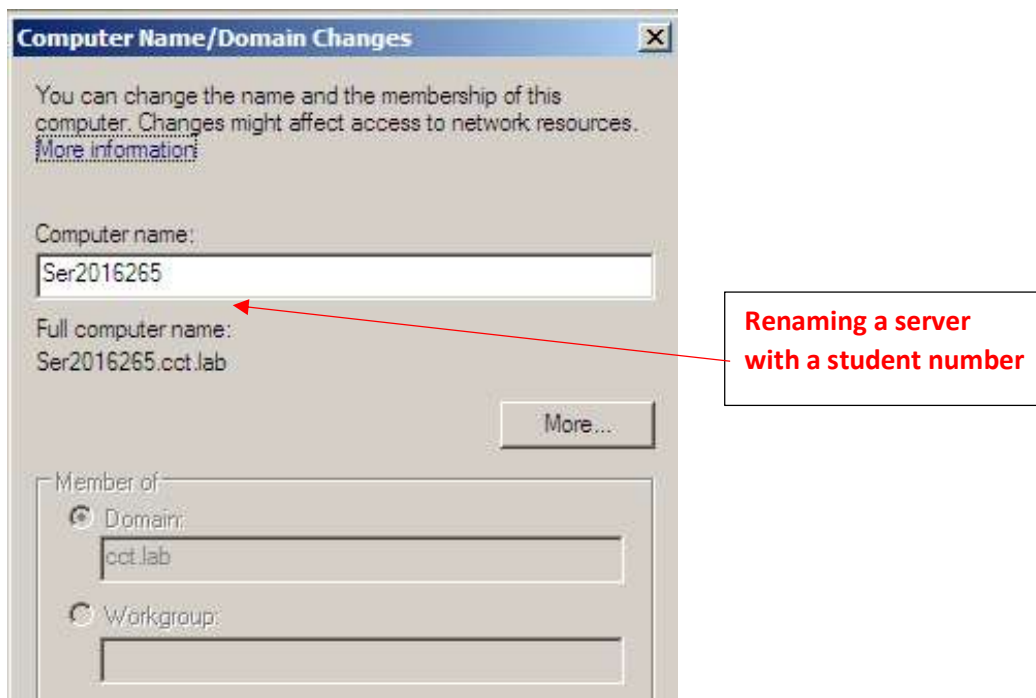 Computer Name/Domain Changes
You can change the name and the membership of this
computer. Changes might affect access to network resources.
More information
Computer name:
Ser2016265
Full computer name:
Ser2016265.cct.lab
More...
Member of
Domain:
cct.lab
Workgroup:
Renaming a server
with a student number